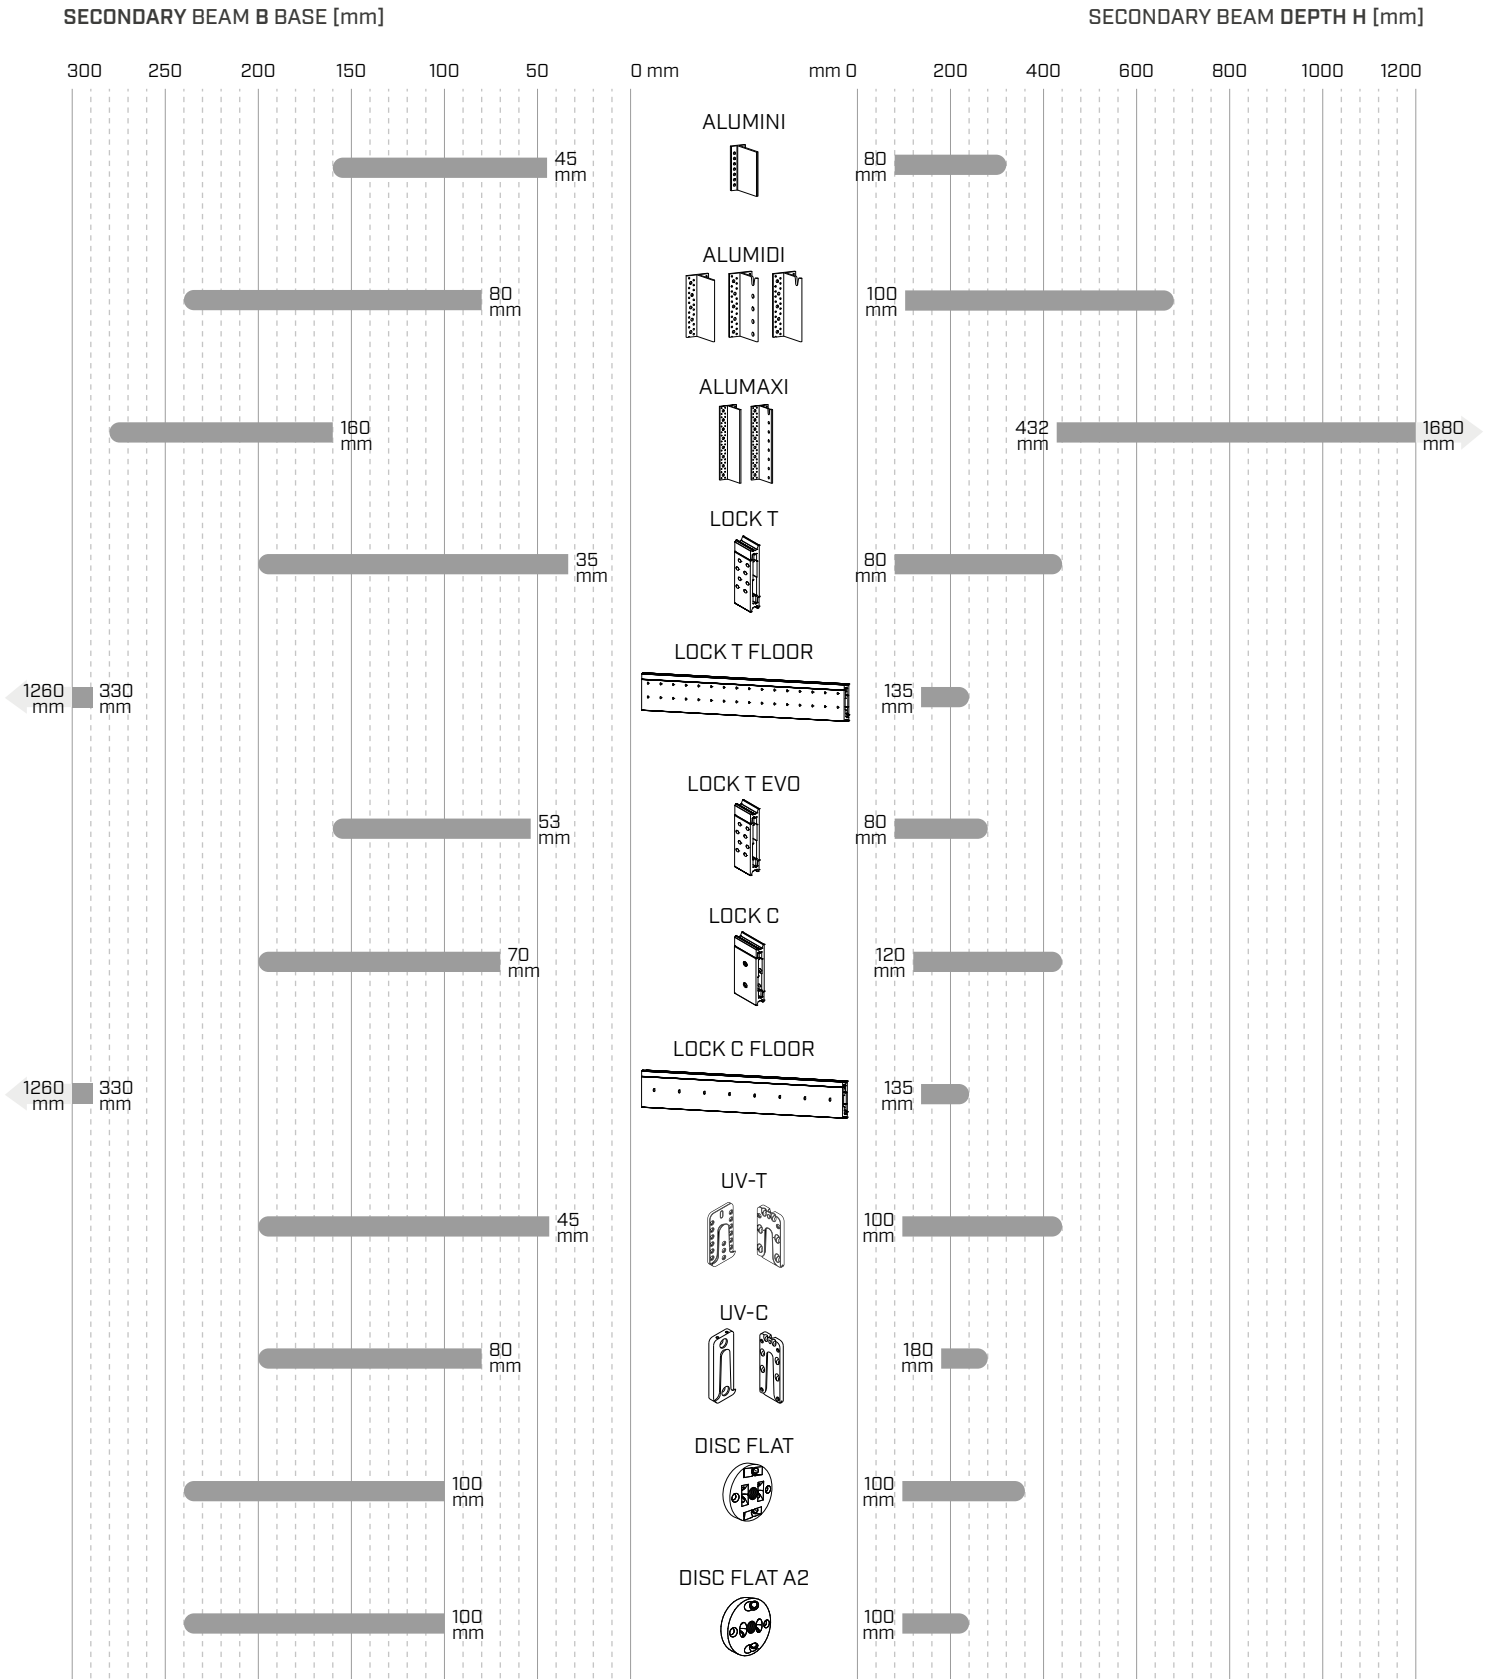 SECONDARY BEAM B BASE [mm]
SECONDARY BEAM DEPTH H [mm]
300 250 200 150 100 50 0 mm
mm 0 200 400 600 800 1000 1200
ALUMINI
45
mm
80
mm
ALUMIDI
80
mm
100
mm
ALUMAXI
160
mm
432
mm
1680
mm
LOCK T
35
mm
80
mm
LOCK T FLOOR
1260
mm
330
mm
135
mm
LOCK T EVO
53
mm
80
mm
LOCK C
70
mm
120
mm
LOCK C FLOOR
1260
mm
330
mm
135
mm
UV-T
45
mm
100
mm
UV-C
80
mm
180
mm
DISC FLAT
100
mm
100
mm
DISC FLAT A2
100
mm
100
mm